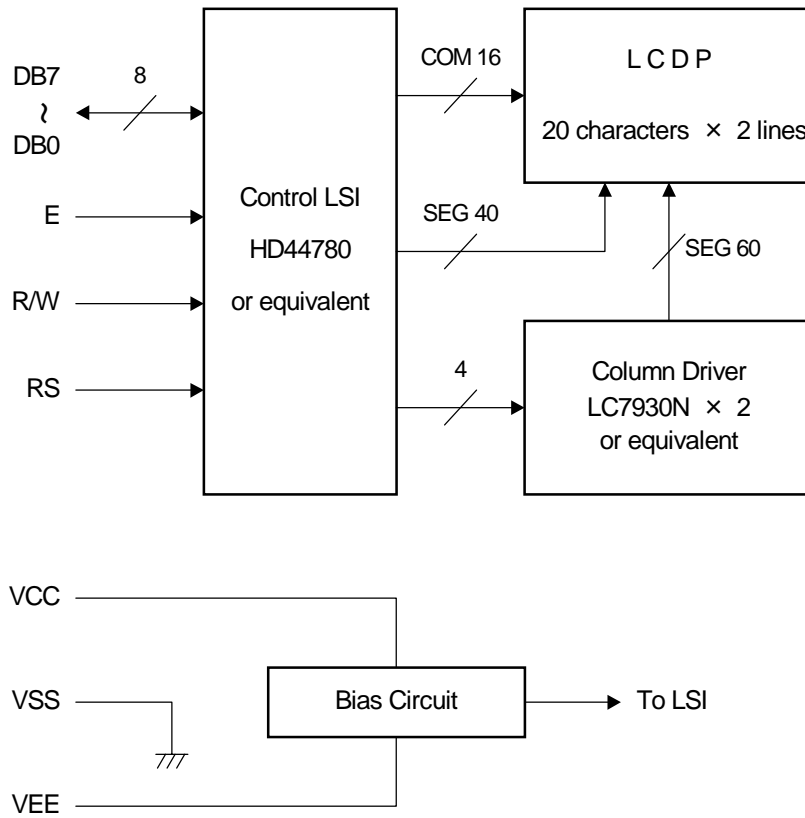 DB7
~
DB0
8
E
R/W
RS
Control LSI
HD44780
or equivalent
COM 16
SEG 40
4
L C D P
20 characters × 2 lines
SEG 60
Column Driver
LC7930N × 2
or equivalent
VCC
VSS
VEE
Bias Circuit
To LSI